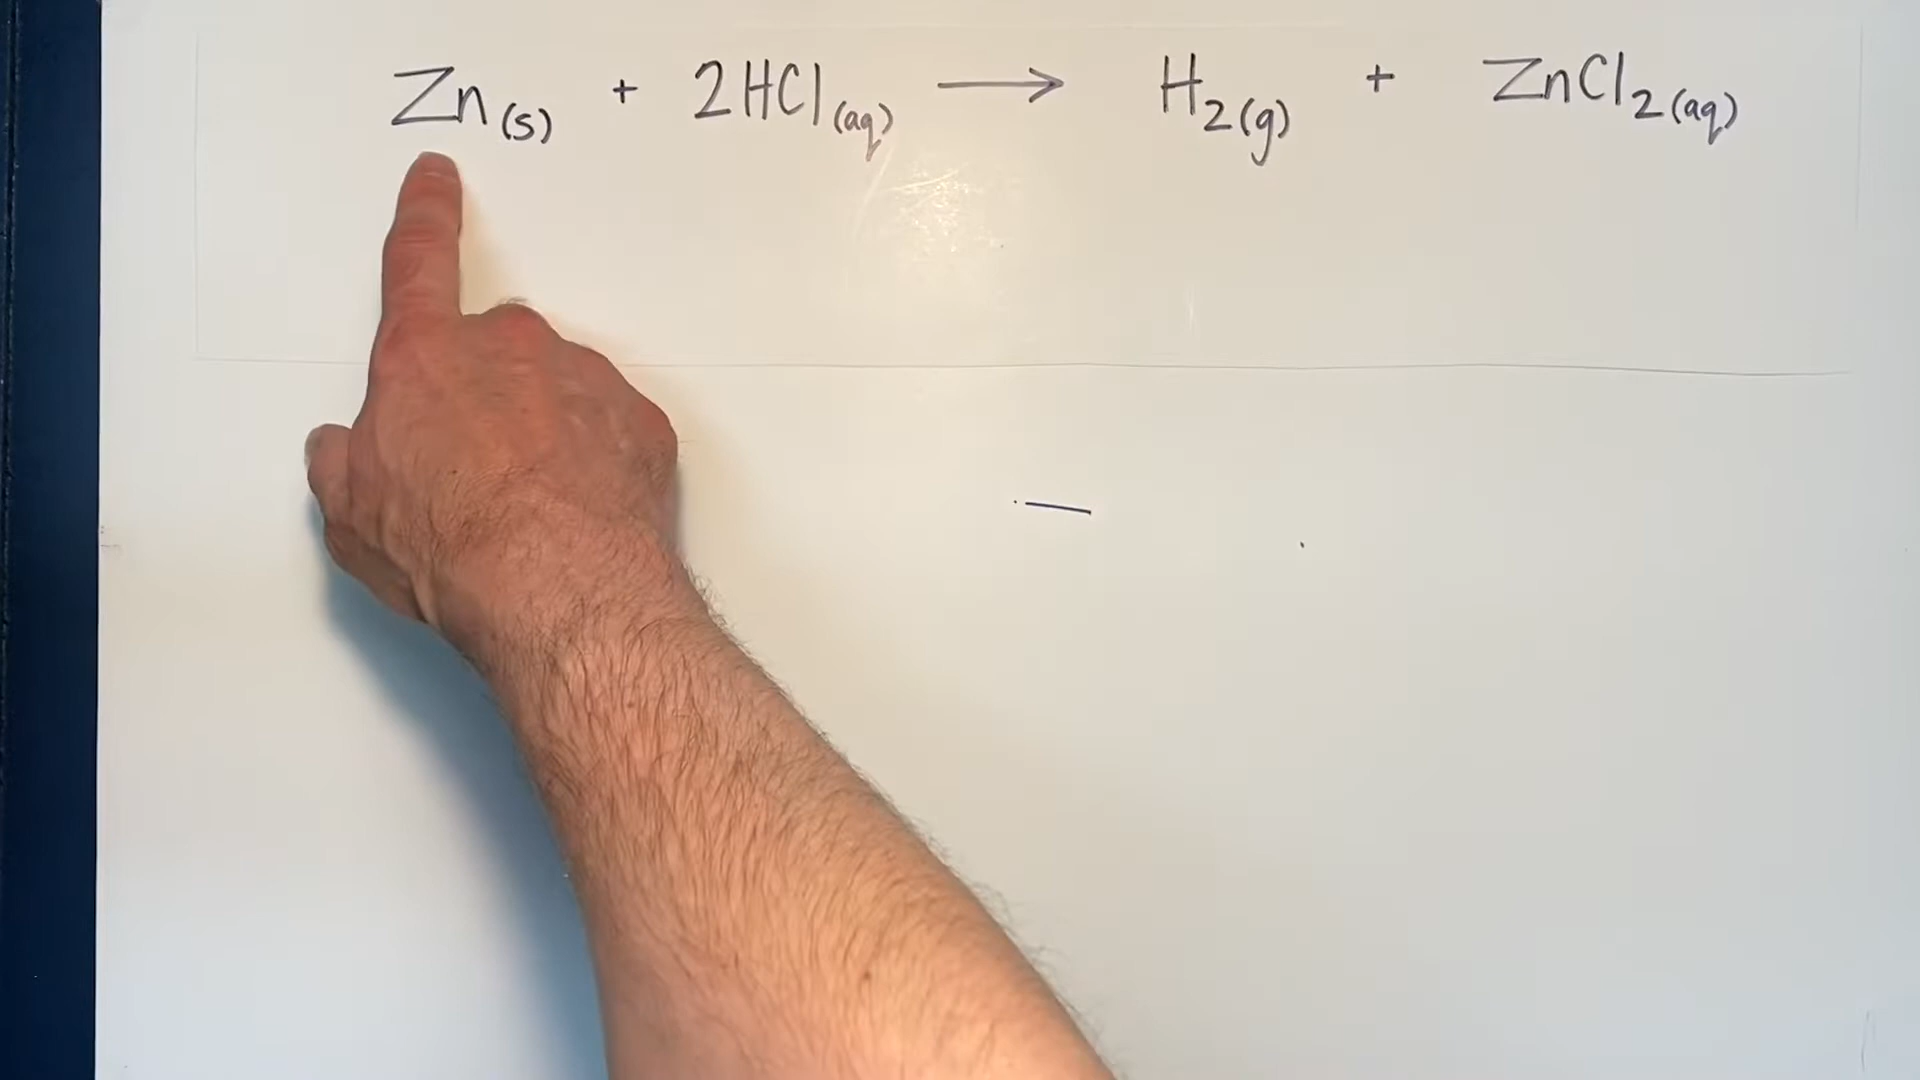 Zn(s) + 2HCl(aq) ⟶ H2(g) + ZnCl2(aq)